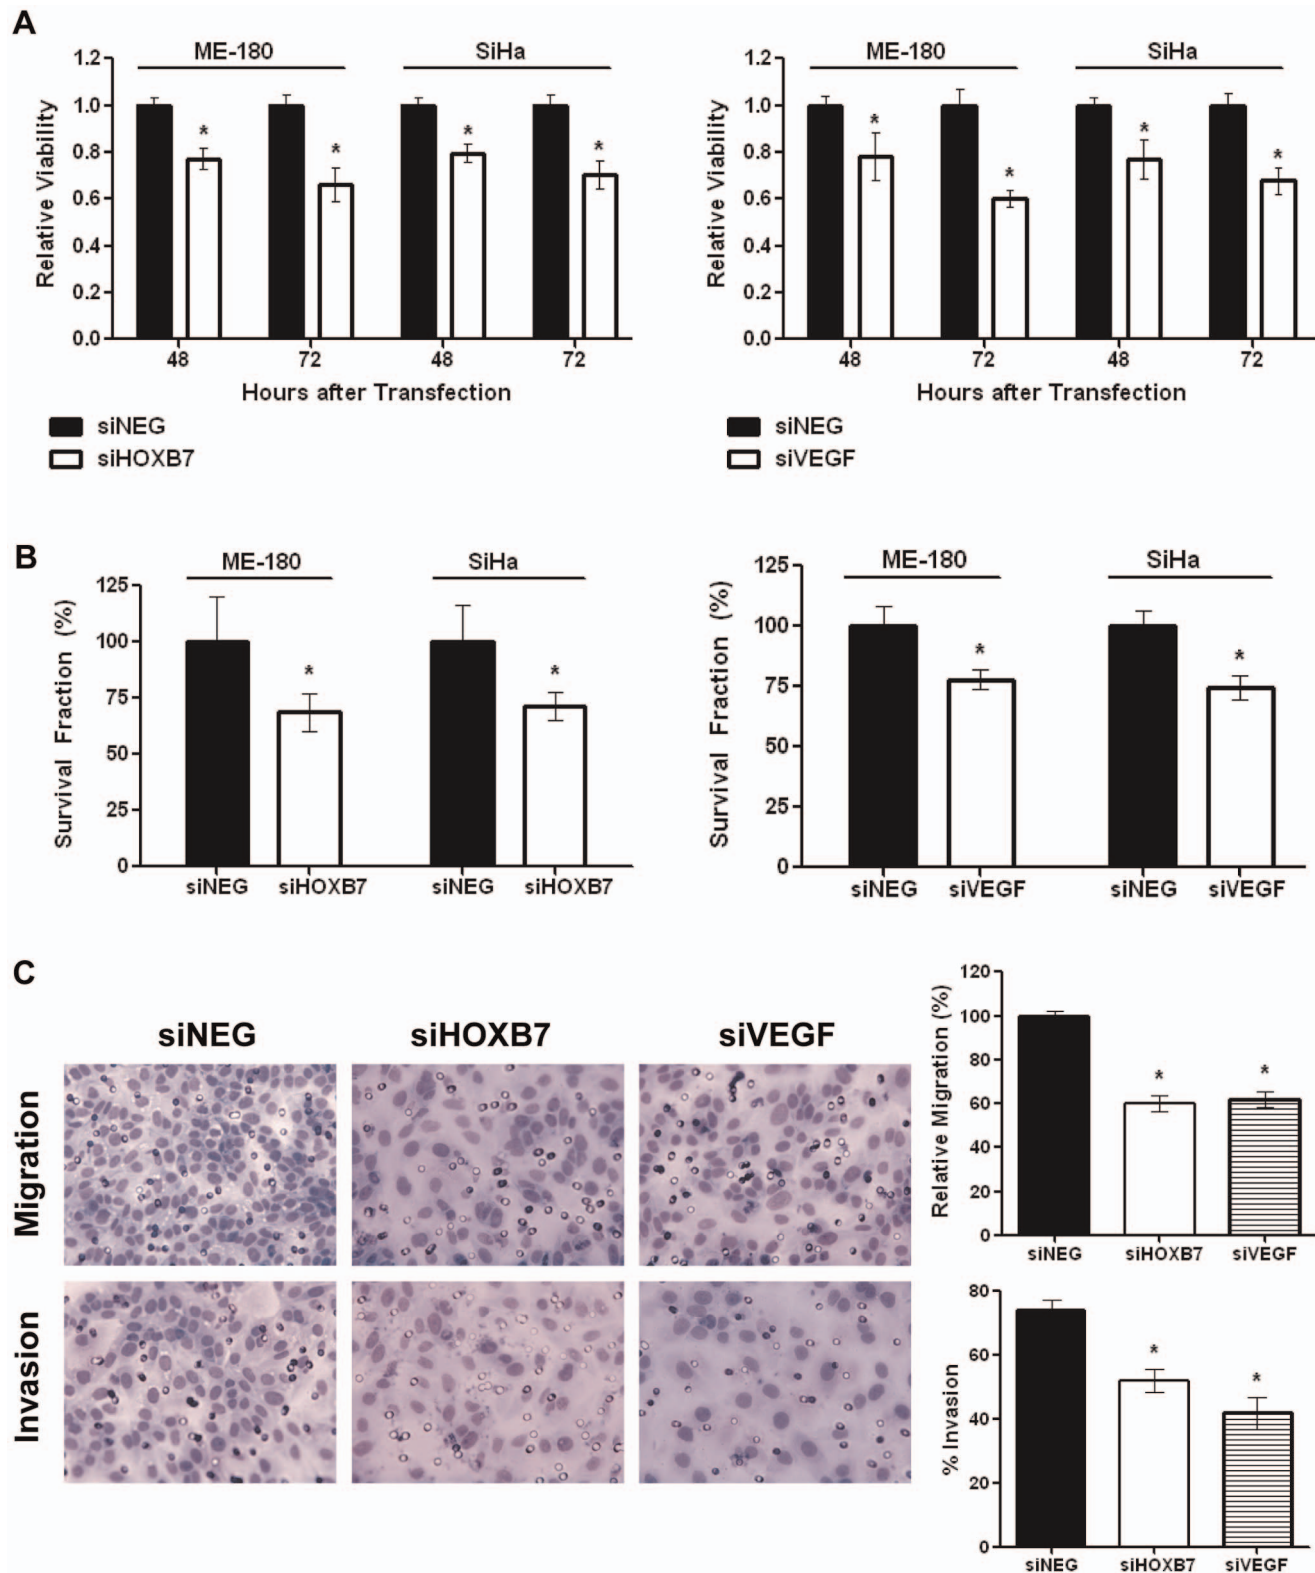 A
ME-180 SiHa
1.2
1.0
0.8
0.6
0.4
0.2
0.0
Relative Viability
* * * *
48 72 48 72
Hours after Transfection
siNEG
siHOXB7
ME-180 SiHa
1.2
1.0
0.8
0.6
0.4
0.2
0.0
Relative Viability
* * * *
48 72 48 72
Hours after Transfection
siNEG
siVEGF
B
ME-180 SiHa
125
100
75
50
25
0
Survival Fraction (%)
* *
siNEG siHOXB7 siNEG siHOXB7
ME-180 SiHa
125
100
75
50
25
0
Survival Fraction (%)
* *
siNEG siVEGF siNEG siVEGF
C
siNEG siHOXB7 siVEGF
Migration
Invasion
120
100
80
60
40
20
0
Relative Migration (%)
* *
siNEG siHOXB7 siVEGF
80
60
40
20
0
% Invasion
* *
siNEG siHOXB7 siVEGF